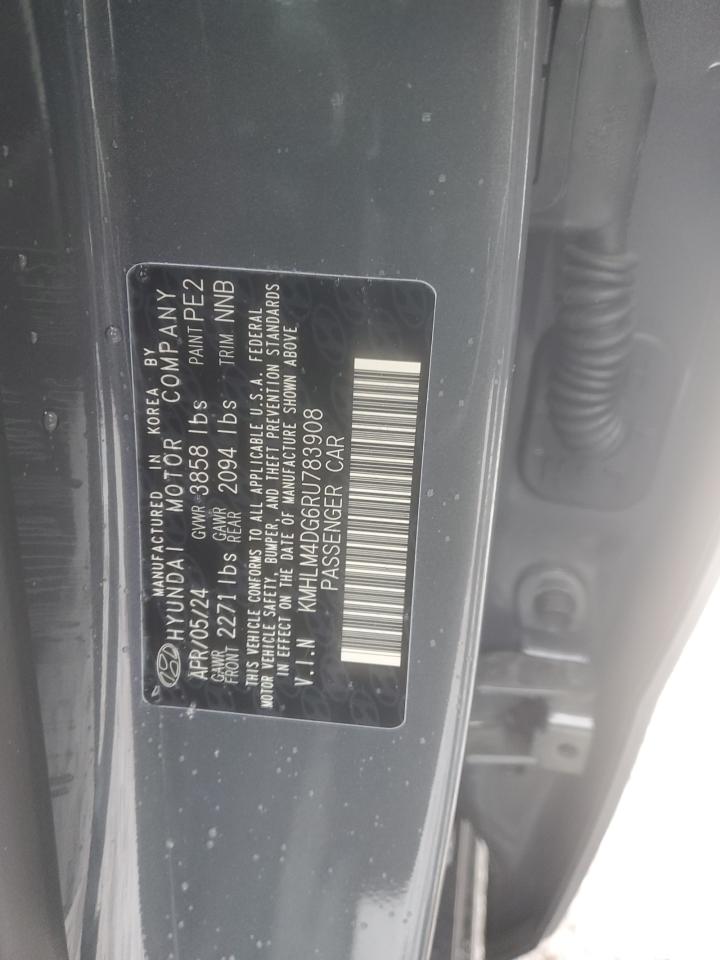 MANUFACTURED IN KOREA BY
HYUNDAI MOTOR COMPANY
APR/05/24 GVWR 3858 lbs PAINT PE2
GAWR FRONT 2271 lbs GAWR REAR 2094 lbs TRIM NNB
THIS VEHICLE CONFORMS TO ALL APPLICABLE U.S.A. FEDERAL
MOTOR VEHICLE SAFETY, BUMPER, AND THEFT PREVENTION STANDARDS
IN EFFECT ON THE DATE OF MANUFACTURE SHOWN ABOVE
V.I.N KMHLM4DG6RU783908
PASSENGER CAR